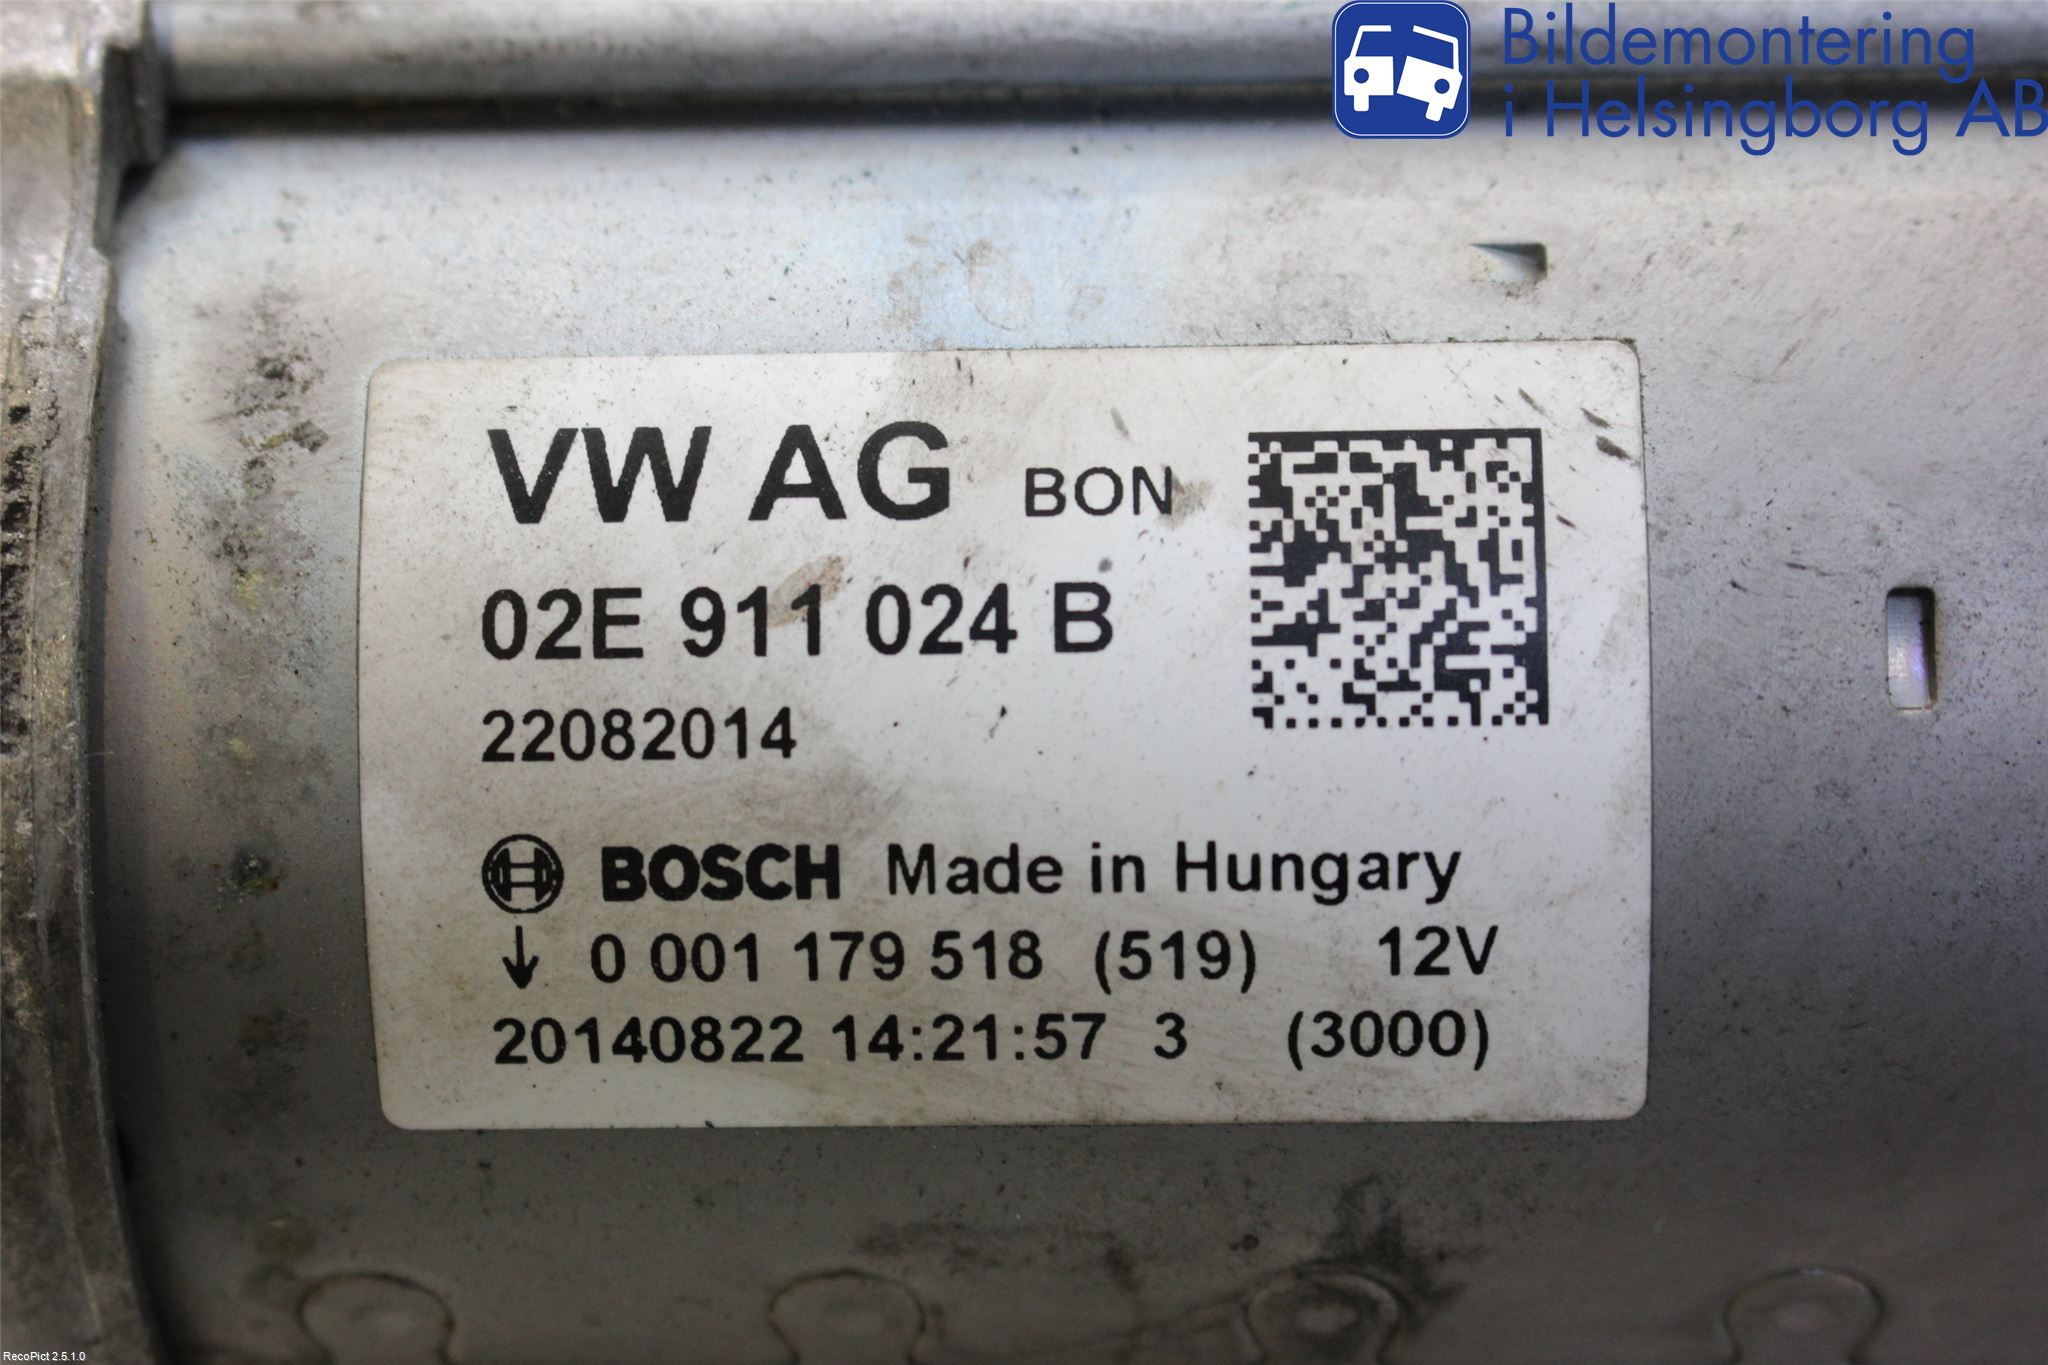 Bildemontering
i Helsingborg AB
VW AG BON
02E 911 024 B
22082014
BOSCH Made in Hungary
↓ 0 001 179 518 (519) 12V
20140822 14:21:57 3 (3000)
RecoPict 2.5.1.0